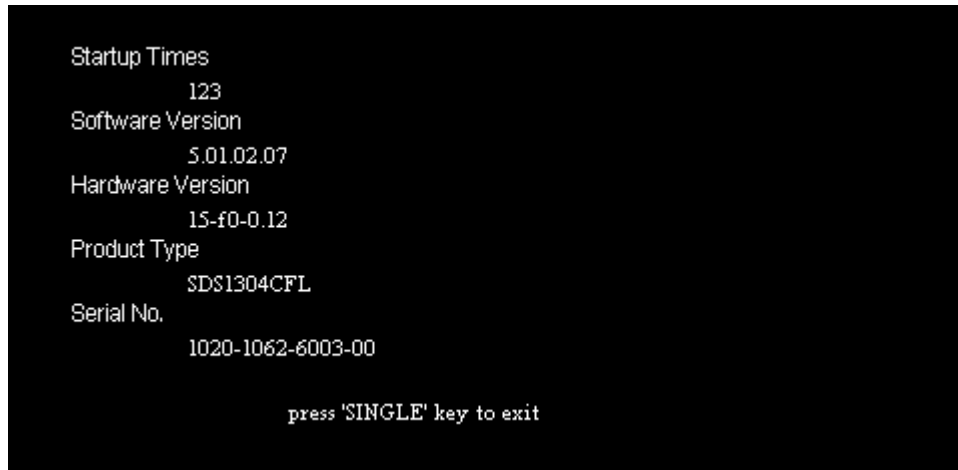 Startup Times
123
Software Version
5.01.02.07
Hardware Version
15-f0-0.12
Product Type
SDS1304CFL
Serial No.
1020-1062-6003-00
press 'SINGLE' key to exit